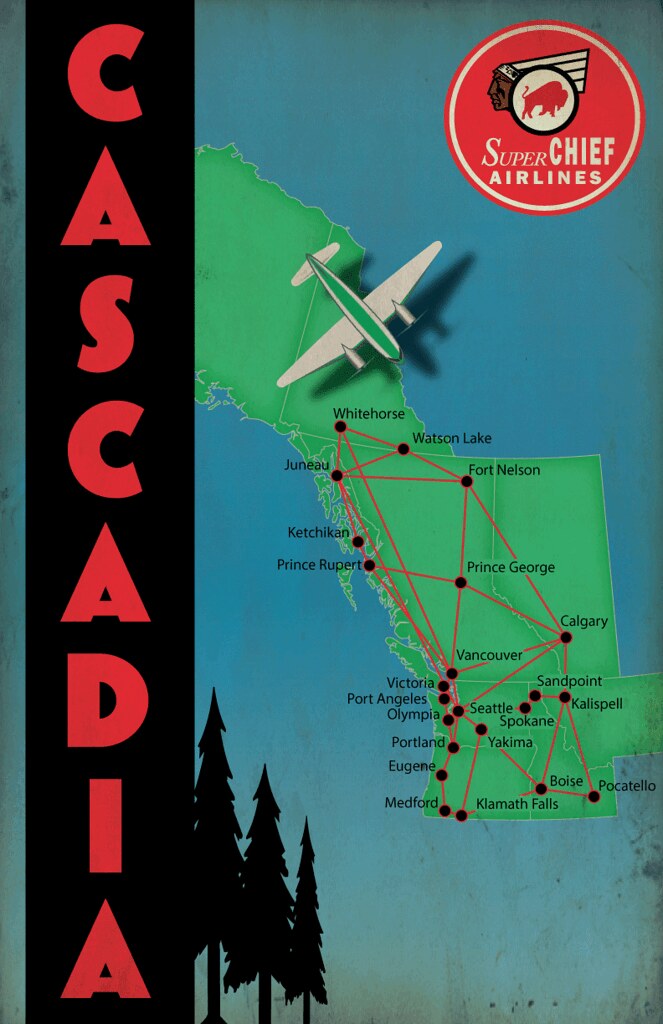 CASCADIA
SUPER CHIEF
AIRLINES
Whitehorse
Watson Lake
Juneau
Fort Nelson
Ketchikan
Prince Rupert
Prince George
Calgary
Vancouver
Victoria
Sandpoint
Port Angeles
Kalispell
Olympia
Seattle
Spokane
Portland
Yakima
Eugene
Boise
Pocatello
Medford
Klamath Falls